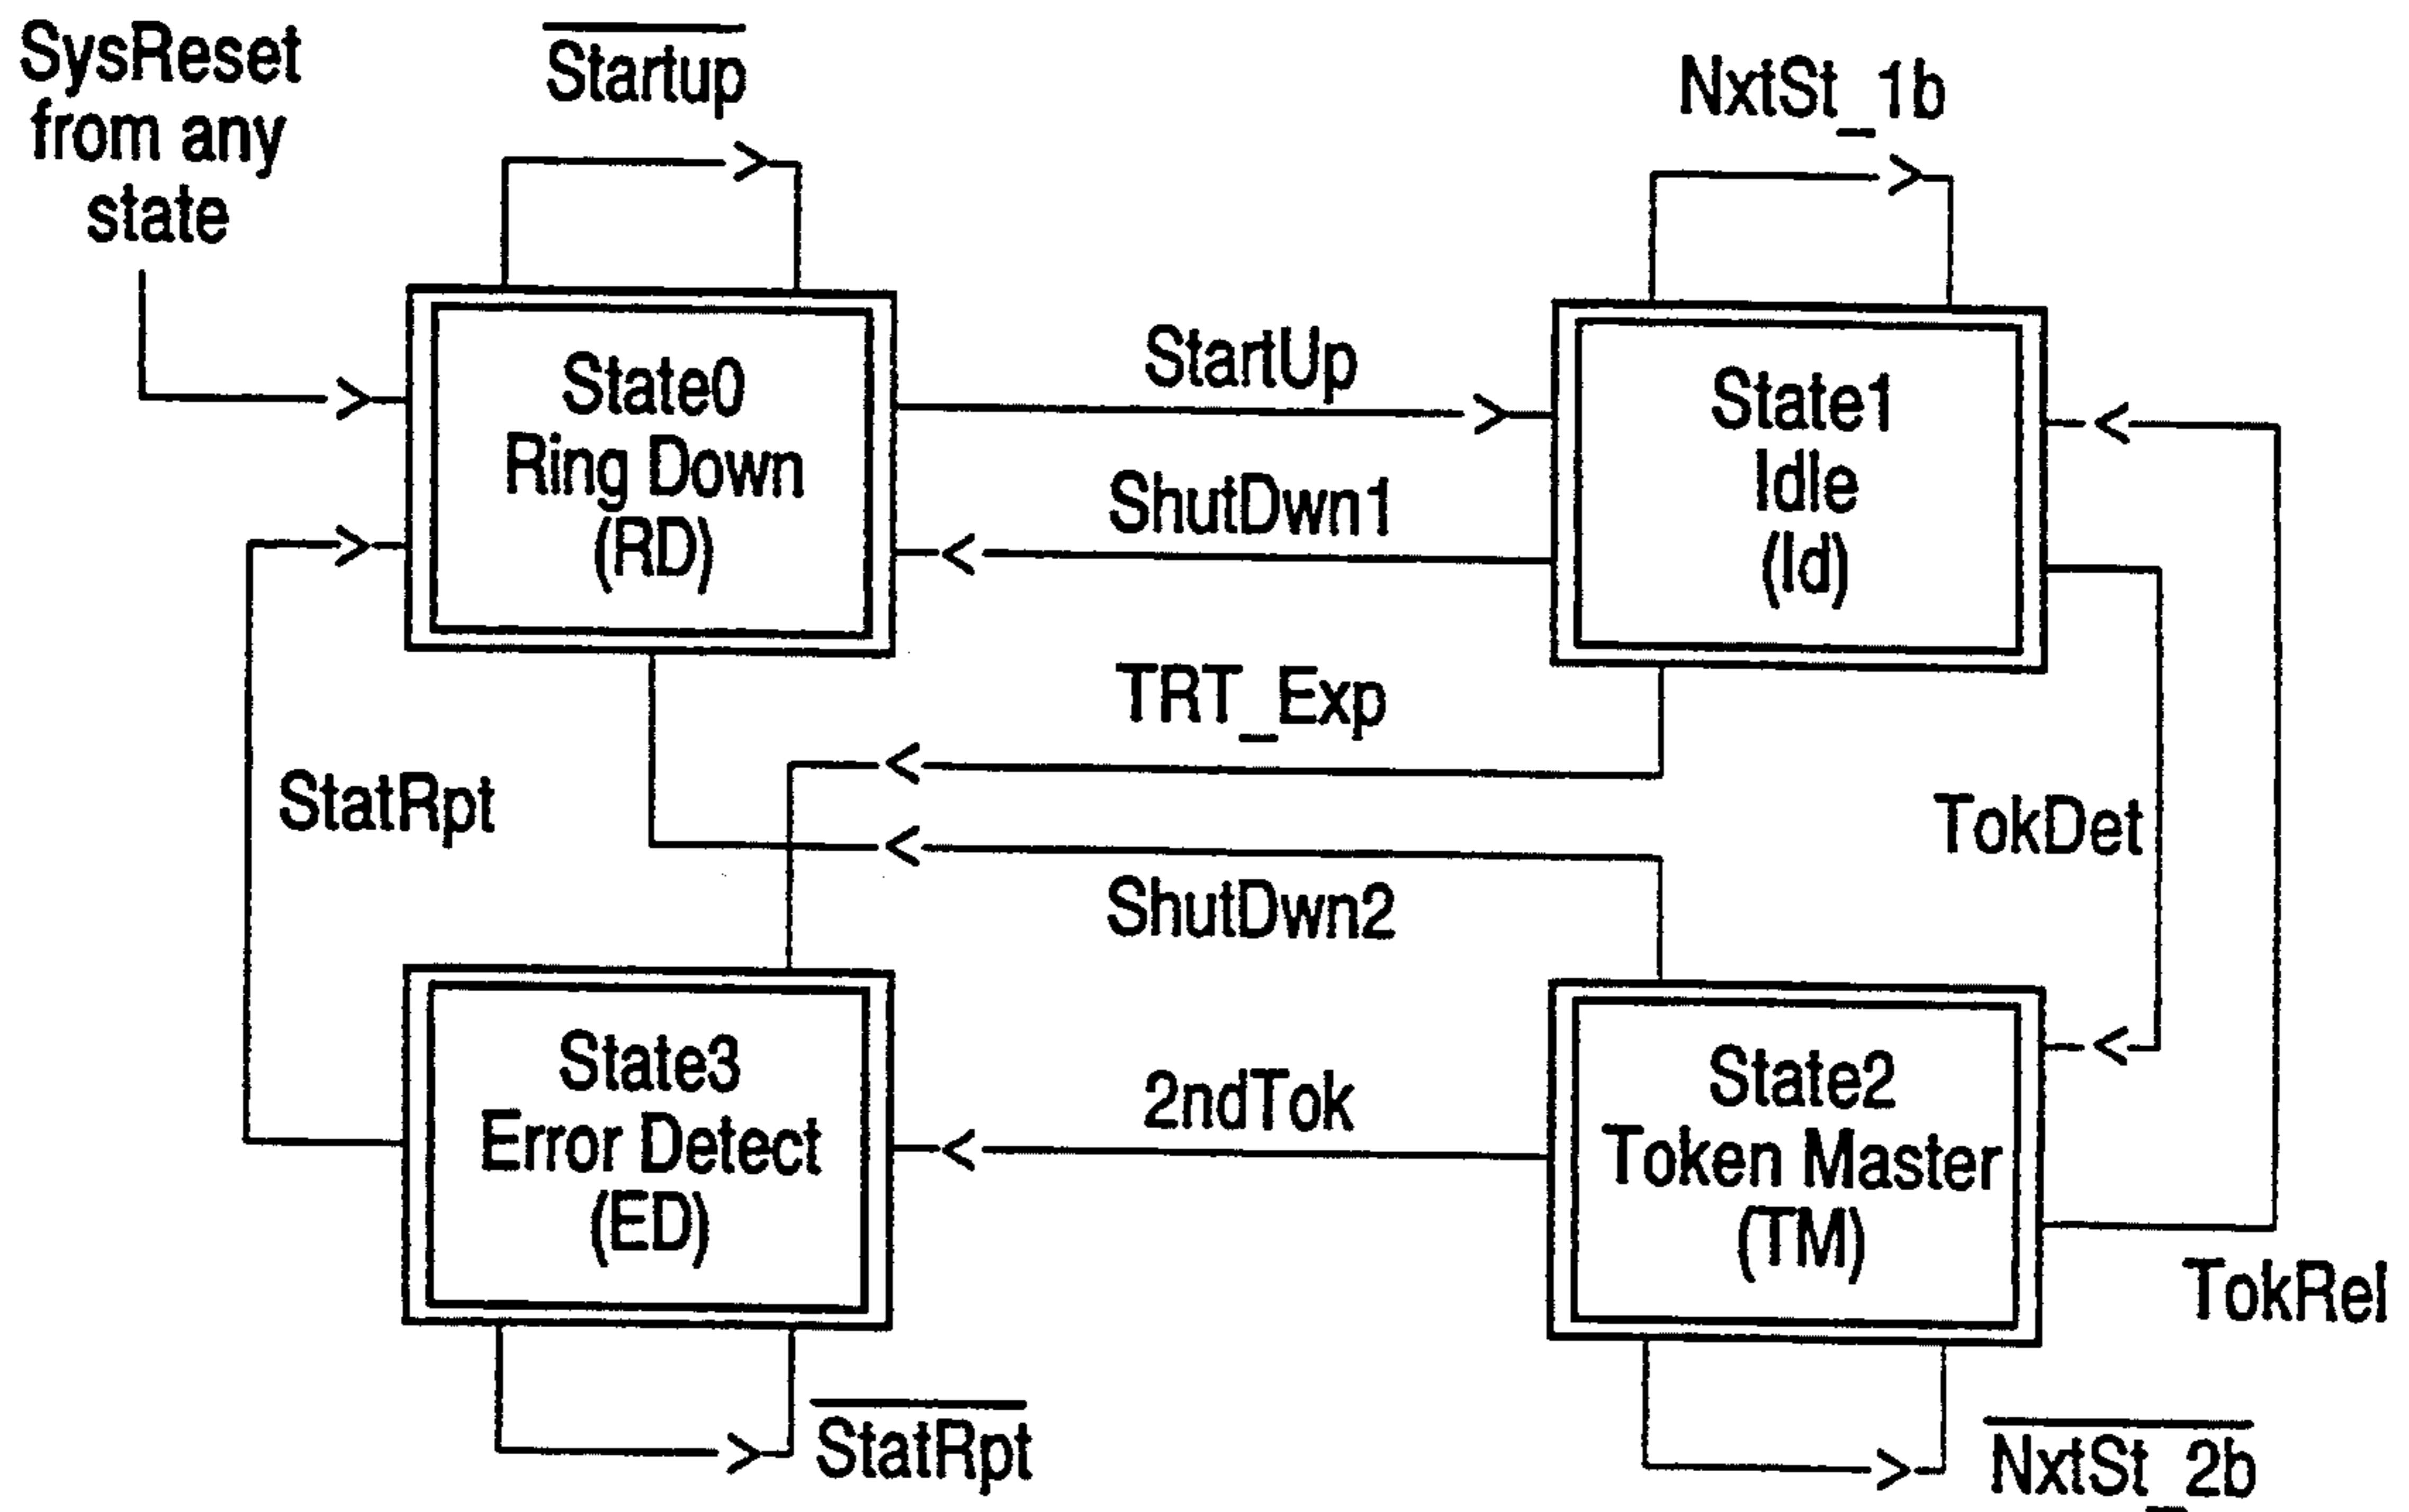 SysReset
from any
state
Startup
NxtSt_1b
State0
Ring Down
(RD)
StartUp
ShutDwn1
State1
Idle
(Id)
TRT_Exp
StatRpt
ShutDwn2
TokDet
State3
Error Detect
(ED)
2ndTok
State2
Token Master
(TM)
TokRel
StatRpt
NxtSt_2b